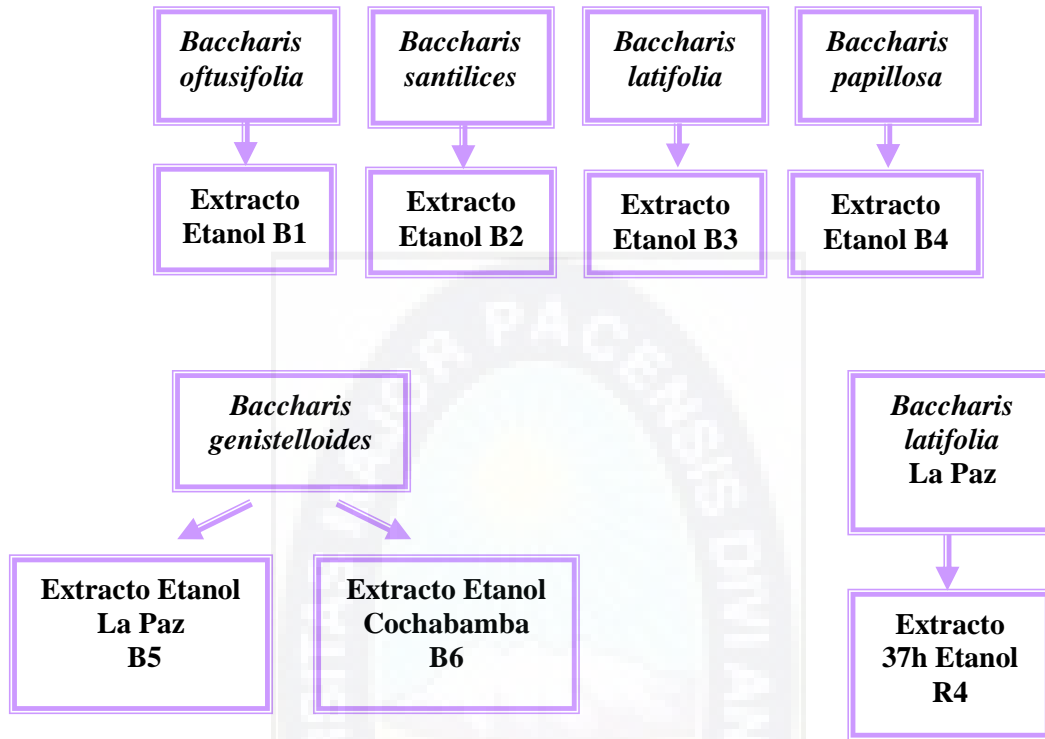 Baccharis
oftusifolia
Baccharis
santilices
Baccharis
latifolia
Baccharis
papillosa
Extracto
Etanol B1
Extracto
Etanol B2
Extracto
Etanol B3
Extracto
Etanol B4
Baccharis
genistelloides
Baccharis
latifolia
La Paz
Extracto Etanol
La Paz
B5
Extracto Etanol
Cochabamba
B6
Extracto
37h Etanol
R4
PACENSIS